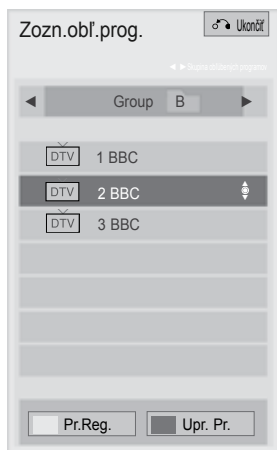 Zozn.obľ.prog.
Ukončiť
Group B
DTV 1 BBC
DTV 2 BBC
DTV 3 BBC
Pr.Reg.
Upr. Pr.